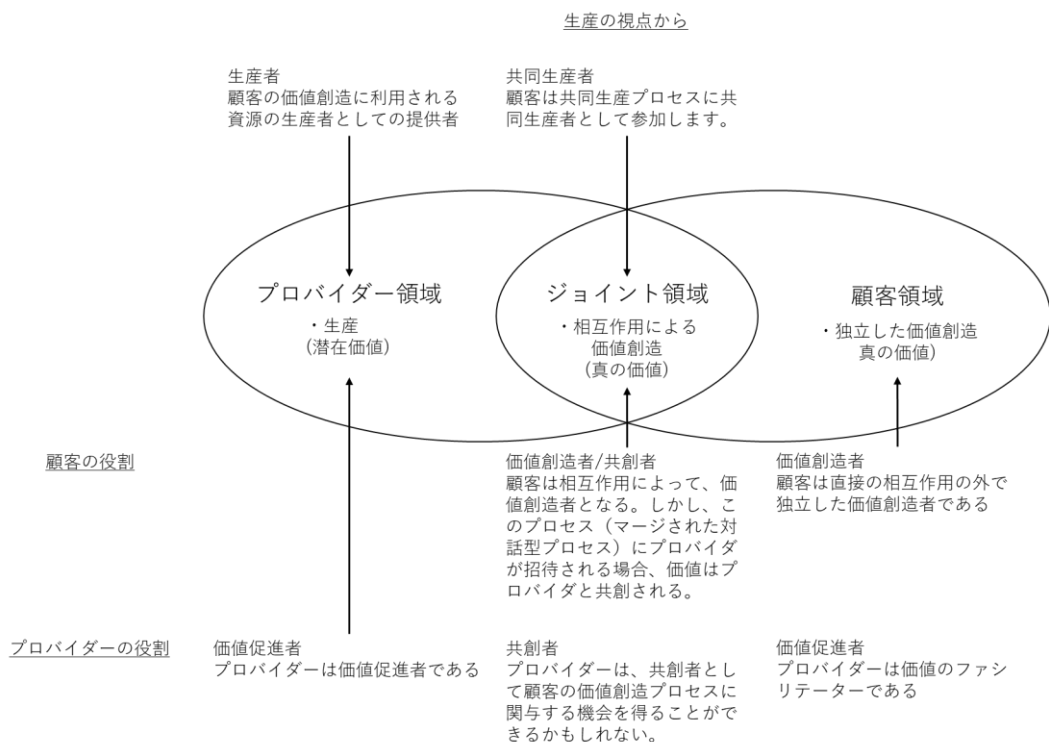 生産の視点から
生産者
顧客の価値創造に利用される
資源の生産者としての提供者
共同生産者
顧客は共同生産プロセスに共
同生産者として参加します。
プロバイダー領域
・生産
(潜在価値)
ジョイント領域
・相互作用による
価値創造
(真の価値)
顧客領域
・独立した価値創造
真の価値)
顧客の役割
価値創造者/共創者
顧客は相互作用によって、価
値創造者となる。しかし、こ
のプロセス（マージされた対
話型プロセス）にプロバイダ
が招待される場合、価値はプ
ロバイダと共創される。
価値創造者
顧客は直接の相互作用の外で
独立した価値創造者である
プロバイダーの役割
価値促進者
プロバイダーは価値促進者である
共創者
プロバイダーは、共創者とし
て顧客の価値創造プロセスに
関与する機会を得ることがで
きるかもしれない。
価値促進者
プロバイダーは価値のファシ
リテーターである